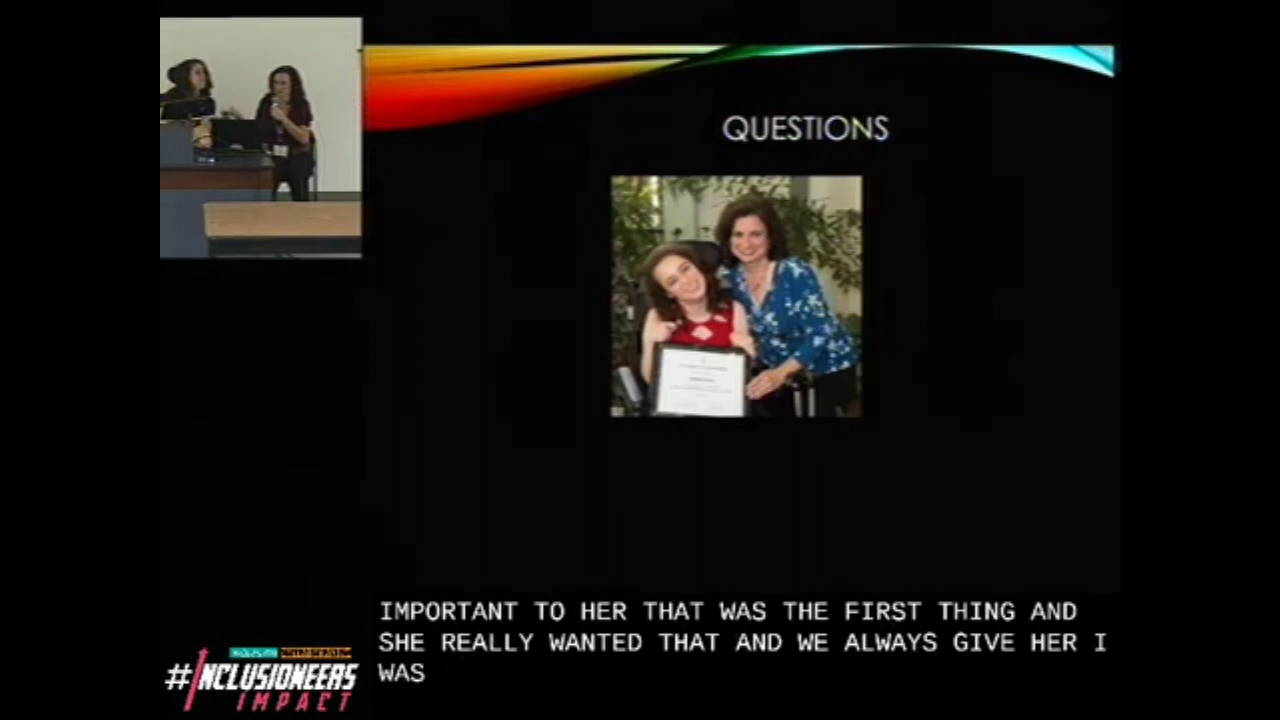 QUESTIONS
IMPORTANT TO HER THAT WAS THE FIRST THING AND
SHE REALLY WANTED THAT AND WE ALWAYS GIVE HER I
WAS
#INCLUSIONEERS
IMPACT